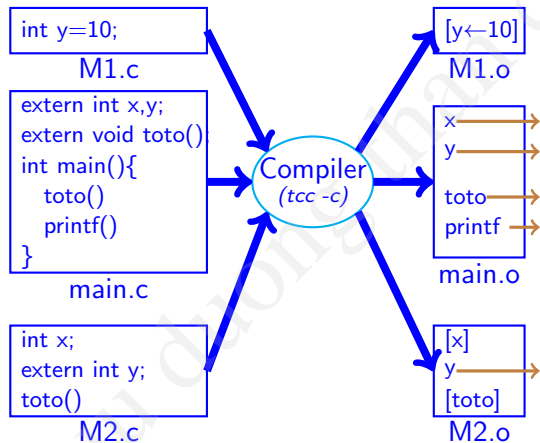 int y=10;
M1.c
extern int x,y;
extern void toto();
int main(){
toto()
printf()
}
main.c
int x;
extern int y;
toto()
M2.c
Compiler
(tcc -c)
[y←10]
M1.o
x
y
toto
printf
main.o
[x]
y
[toto]
M2.o